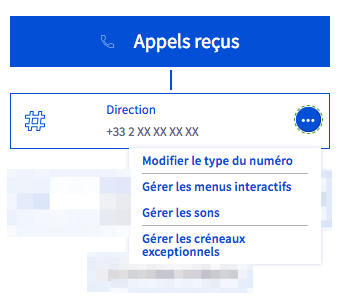 Appels reçus
Direction
+33 2 XX XX XX XX
Modifier le type du numéro
Gérer les menus interactifs
Gérer les sons
Gérer les créneaux
exceptionnels